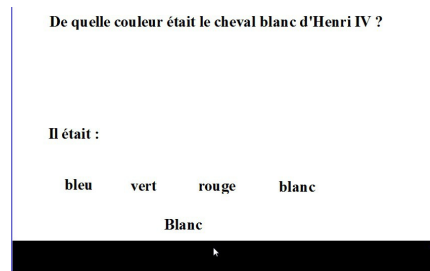 De quelle couleur était le cheval blanc d'Henri IV ?
Il était :
bleu vert rouge blanc
Blanc